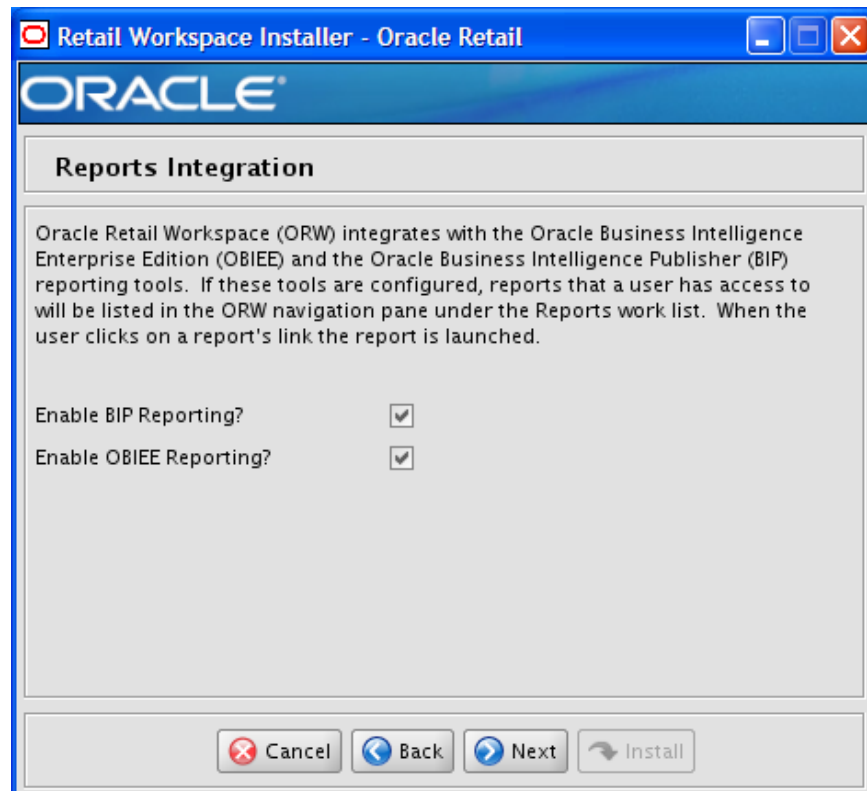 Retail Workspace Installer - Oracle Retail
ORACLE®
Reports Integration
Oracle Retail Workspace (ORW) integrates with the Oracle Business Intelligence
Enterprise Edition (OBIEE) and the Oracle Business Intelligence Publisher (BIP)
reporting tools. If these tools are configured, reports that a user has access to
will be listed in the ORW navigation pane under the Reports work list. When the
user clicks on a report's link the report is launched.
Enable BIP Reporting?
Enable OBIEE Reporting?
Cancel Back Next Install